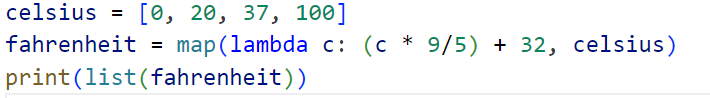 celsius = [0, 20, 37, 100]
fahrenheit = map(lambda c: (c * 9/5) + 32, celsius)
print(list(fahrenheit))